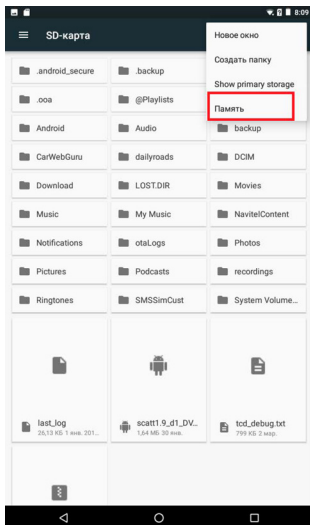 8:09
SD-карта
Новое окно
Создать папку
Show primary storage
Память
.android_secure
.backup
.ooa
@Playlists
Android
Audio
backup
CarWebGuru
dailyroads
DCIM
Download
LOST.DIR
Movies
Music
My Music
NavitelContent
Notifications
otaLogs
Photos
Pictures
Podcasts
recordings
Ringtones
SMSSimCust
System Volume...
last_log
26,13 КБ 1 янв. 201...
scatt1.9_d1_DV...
1,64 МБ 30 янв.
tcd_debug.txt
799 КБ 2 мар.